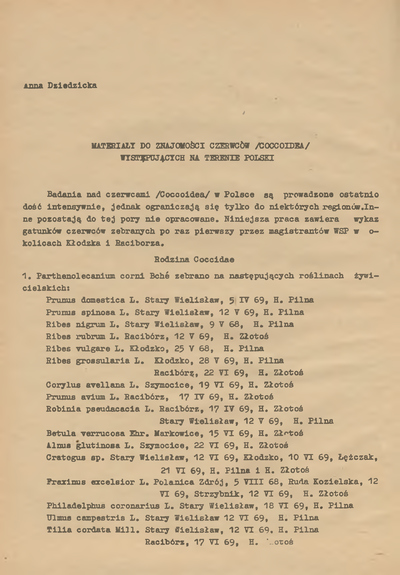 Anna Dziedzicka
MATERIAŁY DO ZNAJOMOŚCI CZERWCÓW /COCCOIDEA/
WYSTĘPUJĄCYCH NA TERENIE POLSKI
Badania nad czerwcami /Coccoidea/ w Polsce są prowadzone ostatnio
dość intensywnie, jednak ograniczają się tylko do niektórych regionów.In-
ne pozostają do tej pory nie opracowane. Niniejsza praca zawiera wykaz
gatunków czerwców zebranych po raz pierwszy przez magistrantów WSP w o-
kolicach Kłodzka i Raciborza.
Rodzina Coccidae
1. Parthenolecanium corni Bché zebrano na następujących roślinach żywi-
cielskich:
Prunus domestica L. Stary Wielisław, 5 IV 69, H. Pilna
Prunus spinosa L. Stary Wielisław, 12 V 69, H. Pilna
Ribes nigrum L. Stary Wielisław, 9 V 68, H. Pilna
Ribes rubrum L. Racibórz, 12 V 69, H. Złotoś
Ribes vulgare L. Kłodzko, 25 V 68, H. Pilna
Ribes grossularia L. Kłodzko, 28 V 69, H. Pilna
Racibórz, 22 VI 69, H. Złotoś
Corylus avellana L. Szymocice, 19 VI 69, H. Złotoś
Prunus avium L. Racibórz, 17 IV 69, H. Złotoś
Robinia pseudacacia L. Racibórz, 17 IV 69, H. Złotoś
Stary Wielisław, 12 V 69, H. Pilna
Betula verrucosa Ehr. Markowice, 15 VI 69, H. Złotoś
Alnus glutinosa L. Szymocice, 22 VI 69, H. Złotoś
Cratogus sp. Stary Wielisław, 12 VI 69, Kłodzko, 10 VI 69, Łężczak,
21 VI 69, H. Pilna i H. Złotoś
Fraximus excelsior L. Polanica Zdrój, 5 VIII 68, Ruda Kozielska, 12
VI 69, Strzybnik, 12 VI 69, H. Złotoś
Philadelphus coronarius L. Stary Wielisław, 18 VI 69, H. Pilna
Ulmus campestris L. Stary Wielisław 12 VI 69, H. Pilna
Tilia cordata Mill. Stary Wielisław, 12 VI 69. H. Pilna
Racibórz, 17 VI 69, H. Złotoś